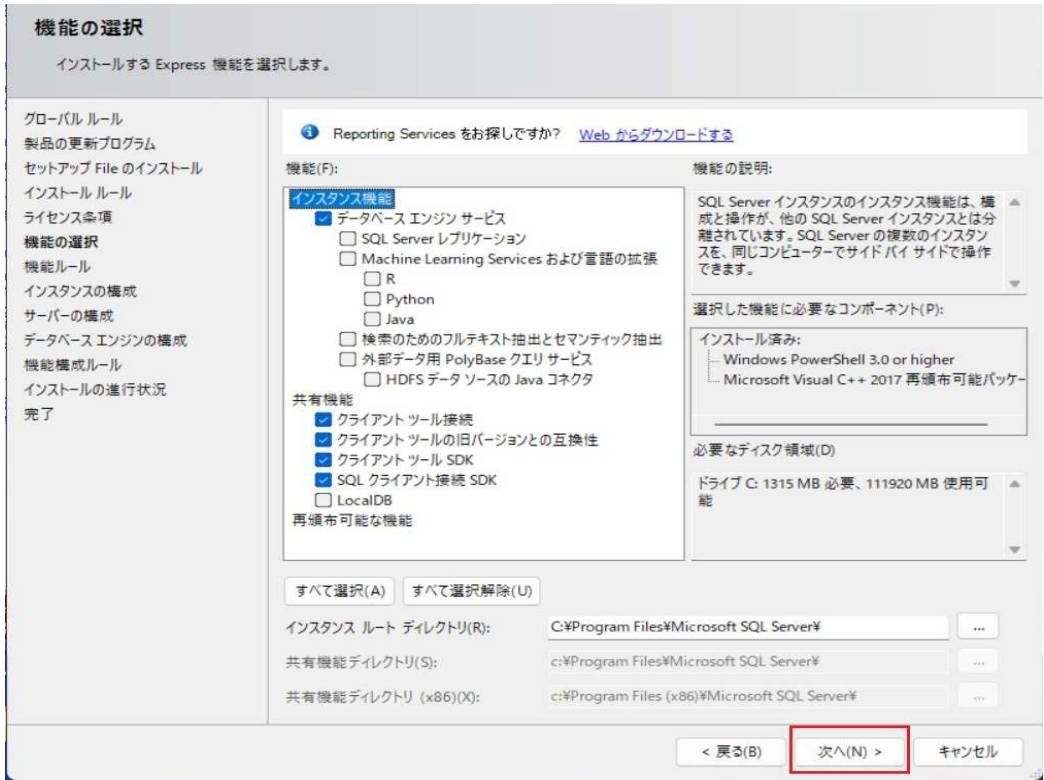 機能の選択
インストールする Express 機能を選択します。
グローバル ルール
製品の更新プログラム
セットアップ File のインストール
インストール ルール
ライセンス条項
機能の選択
機能ルール
インスタンスの構成
サーバーの構成
データベース エンジンの構成
機能構成ルール
インストールの進行状況
完了
Reporting Services をお探しですか? Web からダウンロードする
機能(F):
インスタンス機能
データベース エンジン サービス
SQL Server レプリケーション
Machine Learning Services および言語の拡張
R
Python
Java
検索のためのフルテキスト抽出とセマンティック抽出
外部データ用 PolyBase クエリ サービス
HDFS データ ソースの Java コネクタ
共有機能
クライアント ツール接続
クライアント ツールの旧バージョンとの互換性
クライアント ツール SDK
SQL クライアント接続 SDK
LocalDB
再頒布可能な機能
機能の説明:
SQL Server インスタンスのインスタンス機能は、構
成と操作が、他の SQL Server インスタンスとは分
離されています。SQL Server の複数のインスタン
スを、同じコンピューターでサイド バイ サイドで操作
できます。
選択した機能に必要なコンポーネント(P):
インストール済み:
Windows PowerShell 3.0 or higher
Microsoft Visual C++ 2017 再頒布可能パッケー
必要なディスク領域(D)
ドライブ C: 1315 MB 必要、111920 MB 使用可
能
すべて選択(A) すべて選択解除(U)
インスタンス ルート ディレクトリ(R): C:¥Program Files¥Microsoft SQL Server¥ ...
共有機能ディレクトリ(S): c:¥Program Files¥Microsoft SQL Server¥ ...
共有機能ディレクトリ (x86)(X): c:¥Program Files (x86)¥Microsoft SQL Server¥ ...
< 戻る(B) 次へ(N) > キャンセル